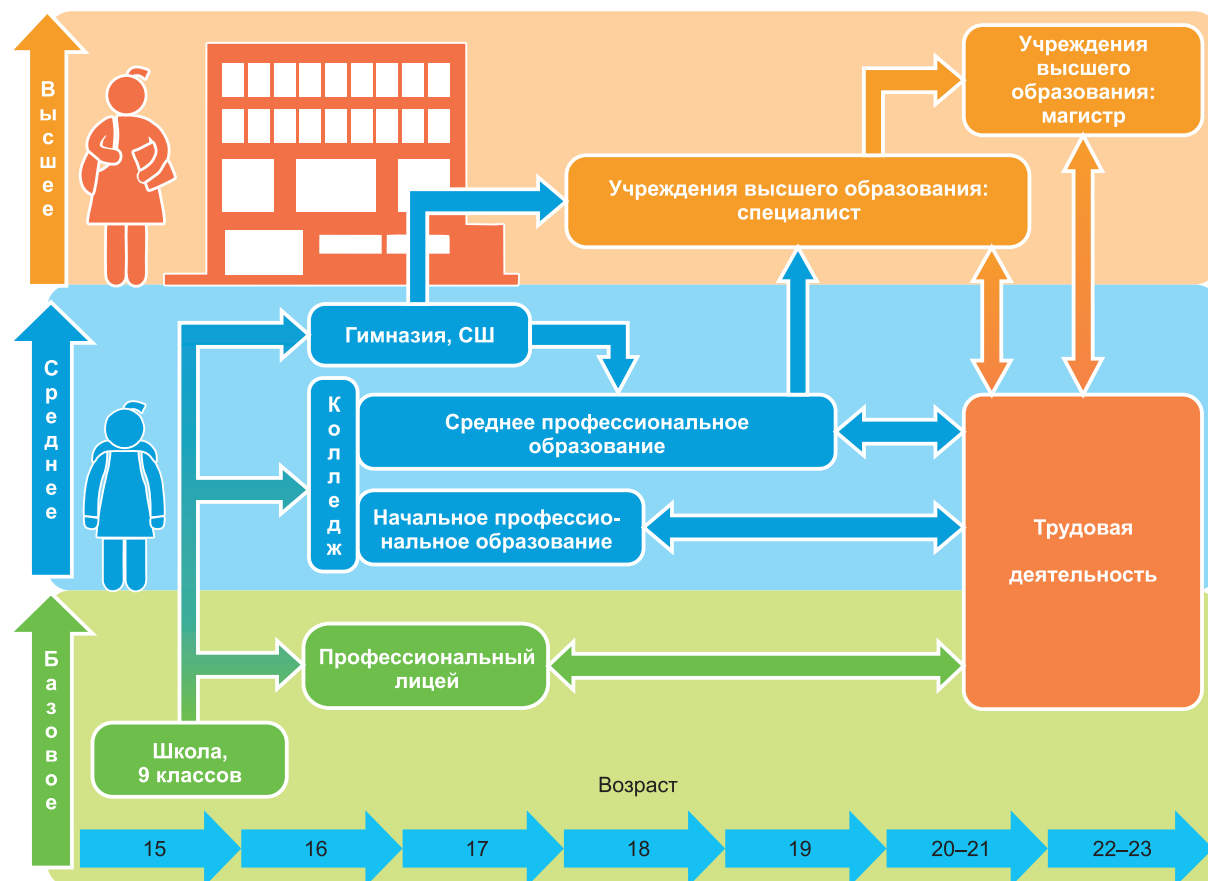 Высшее
Учреждения
высшего
образования:
магистр
Учреждения высшего образования:
специалист
Среднее
Гимназия, СШ
Колледж
Среднее профессиональное
образование
Начальное профессио-
нальное образование
Трудовая
деятельность
Базовое
Профессиональный
лицей
Школа,
9 классов
Возраст
15
16
17
18
19
20–21
22–23